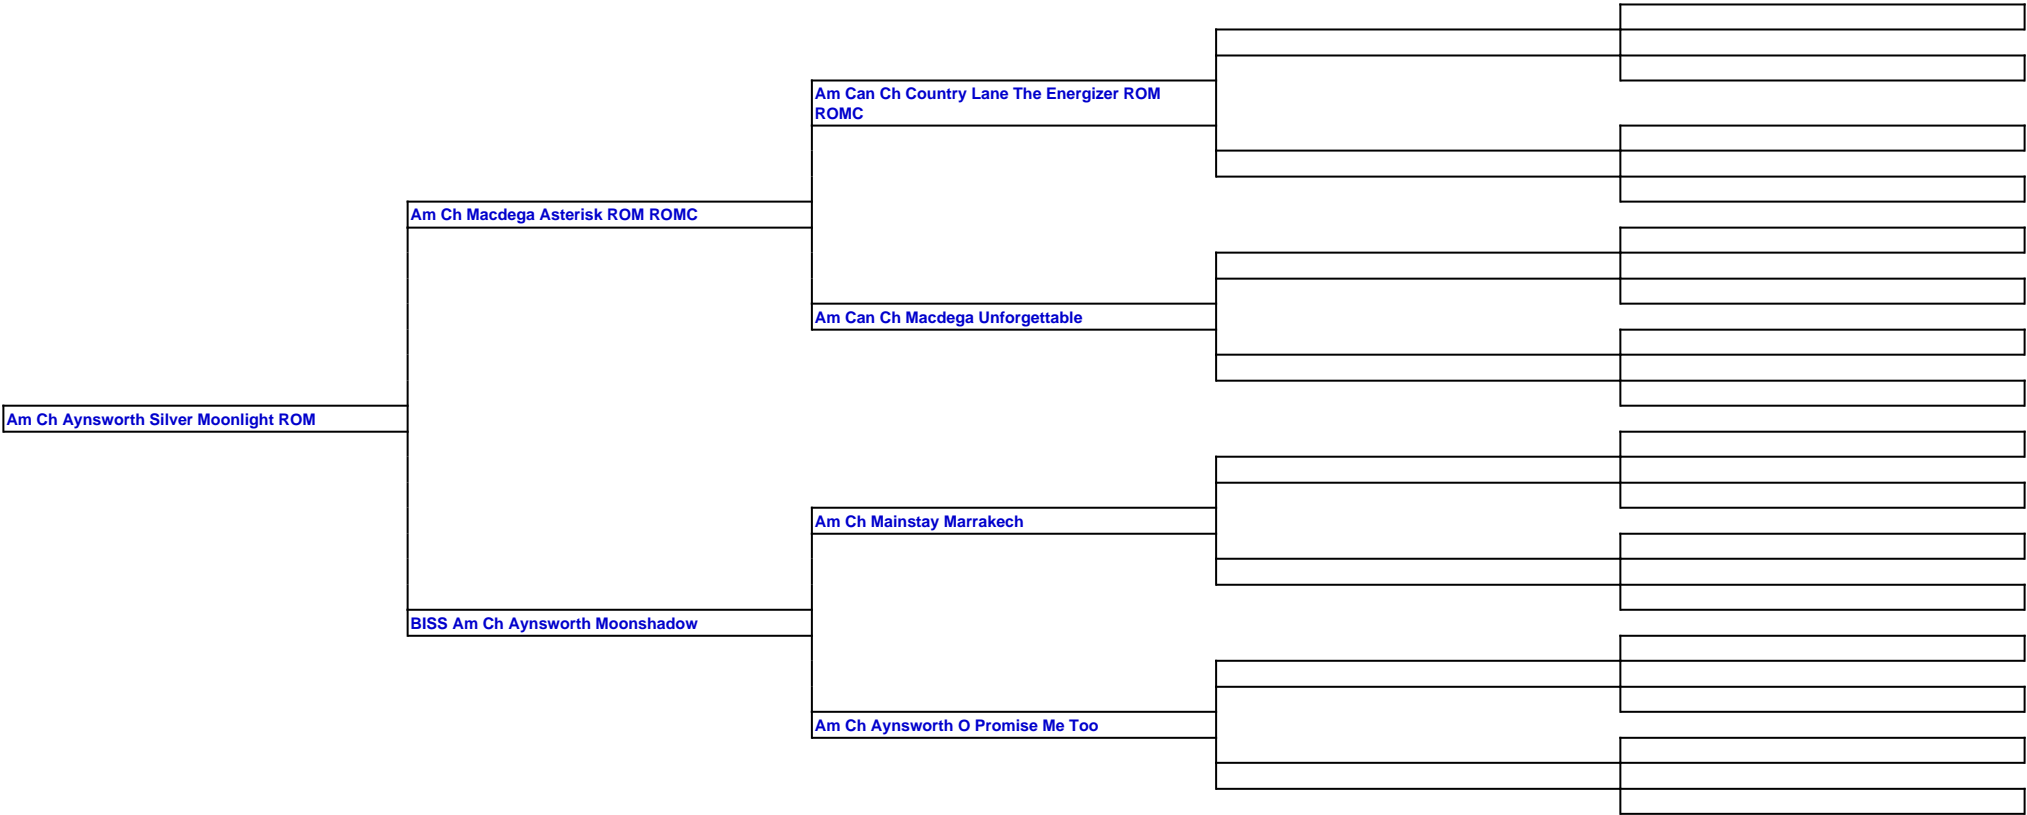 Am Can Ch Country Lane The Energizer ROM
ROMC
Am Ch Macdega Asterisk ROM ROMC
Am Can Ch Macdega Unforgettable
Am Ch Aynsworth Silver Moonlight ROM
Am Ch Mainstay Marrakech
BISS Am Ch Aynsworth Moonshadow
Am Ch Aynsworth O Promise Me Too